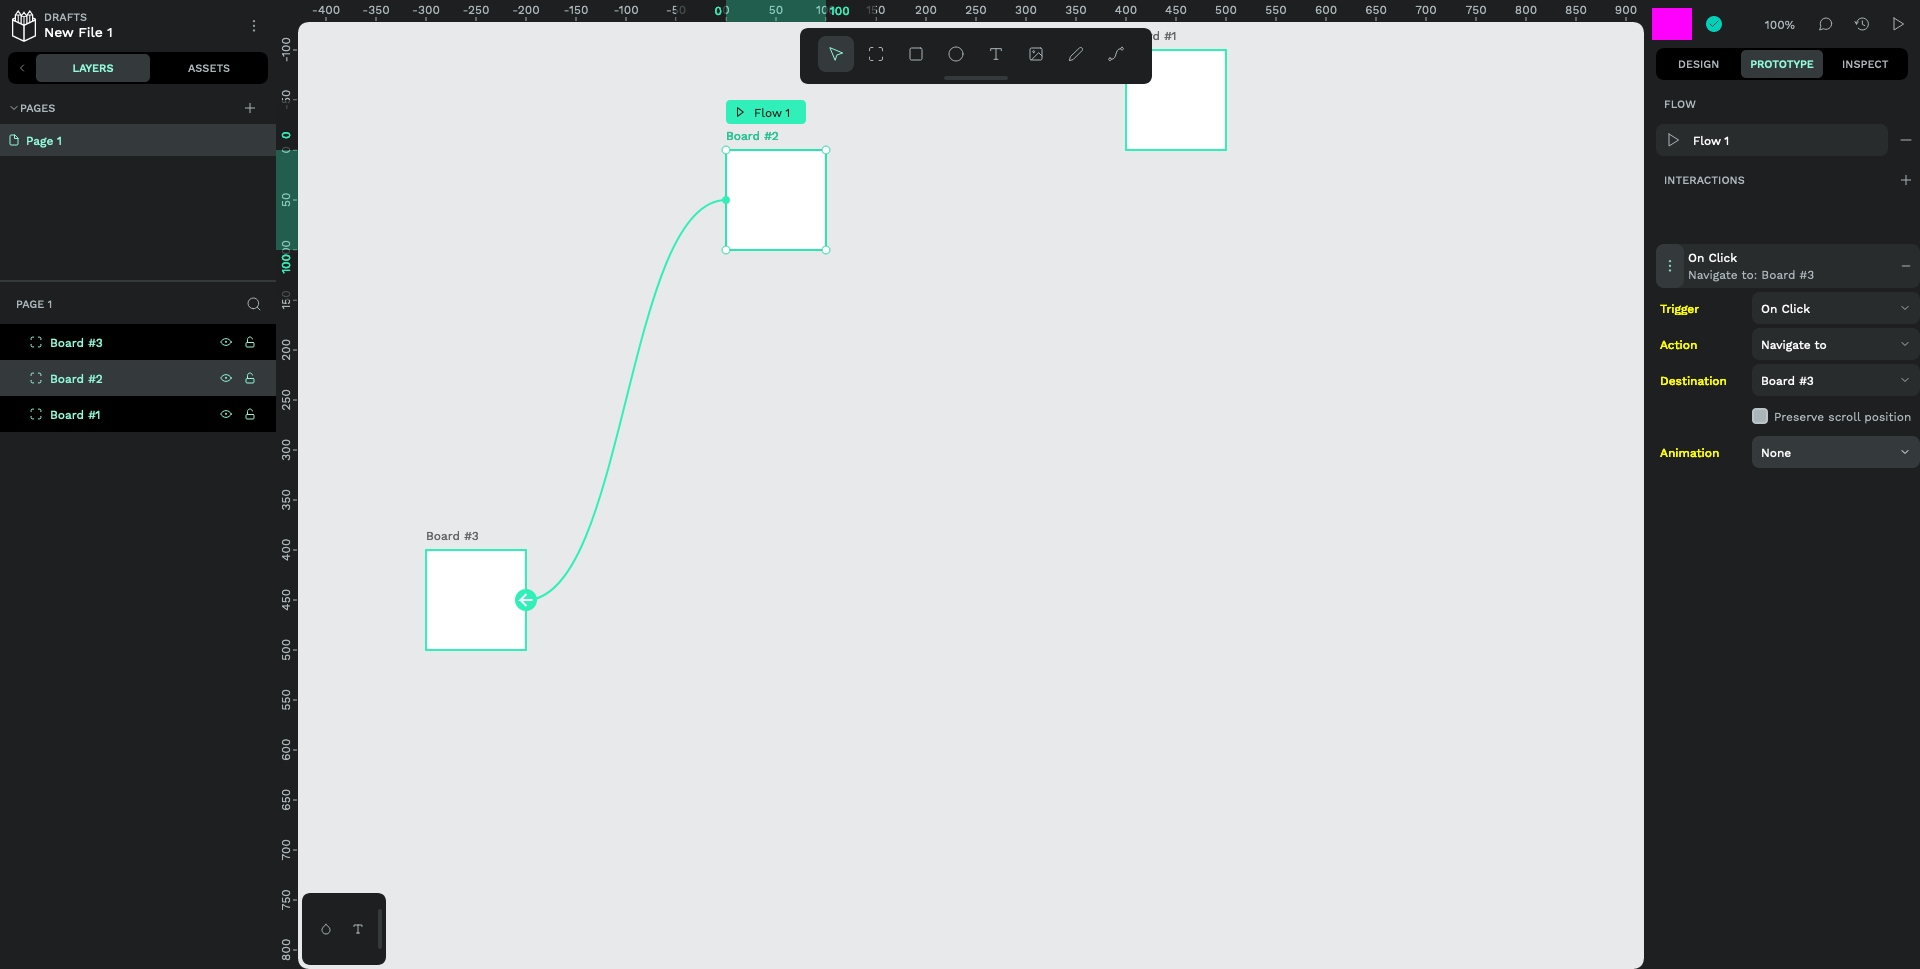 DRAFTS
New File 1
LAYERS
ASSETS
PAGES
Page 1
PAGE 1
Board #3
Board #2
Board #1
-400 -350 -300 -250 -200 -150 -100 -50 0 50 100 150 200 250 300 350 400 450 500 550 600 650 700 750 800 850 900
0 100
-100 -50 0 50 100 150 200 250 300 350 400 450 500 550 600 650 700 750 800
0 100
d #1
Flow 1
Board #2
Board #3
100%
DESIGN
PROTOTYPE
INSPECT
FLOW
Flow 1
INTERACTIONS
On Click
Navigate to: Board #3
Trigger
On Click
Action
Navigate to
Destination
Board #3
Preserve scroll position
Animation
None